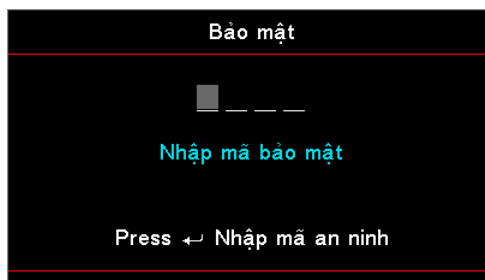 Bảo mật
Nhập mã bảo mật
Press ↵ Nhập mã an ninh